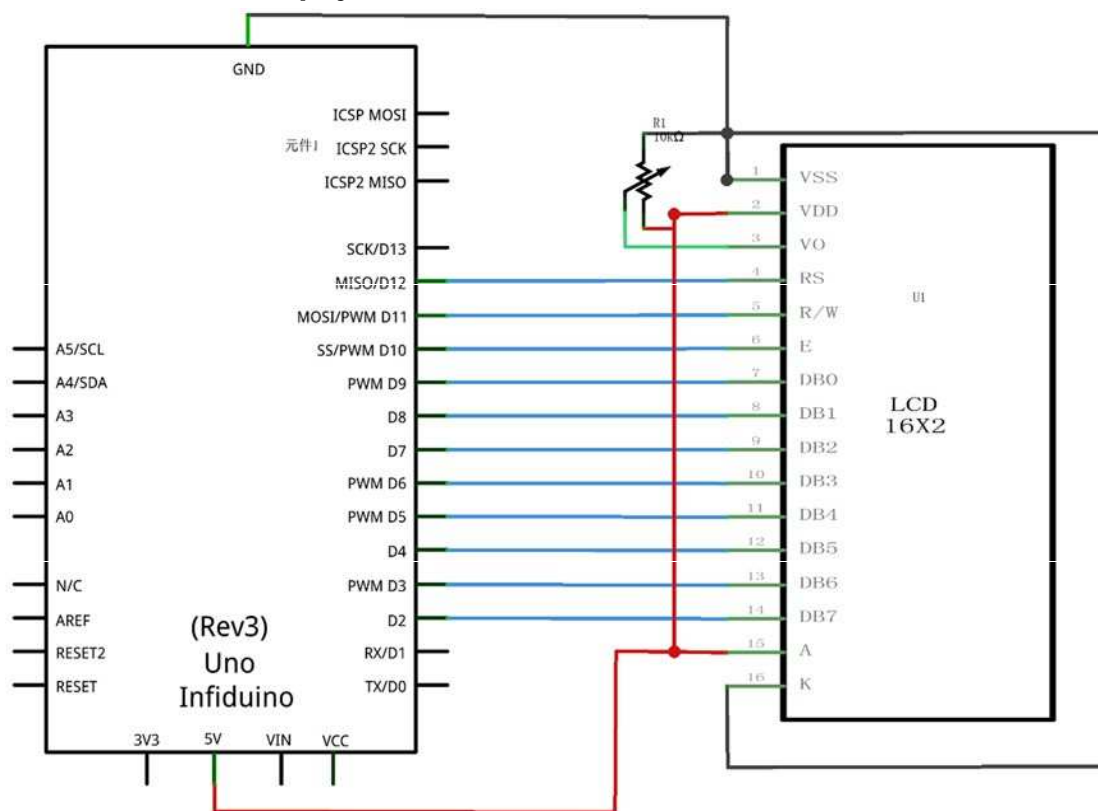 GND
ICSP MOSI
元件1 ICSP2 SCK
ICSP2 MISO
SCK/D13
MISO/D12
MOSI/PWM D11
A5/SCL SS/PWM D10
A4/SDA PWM D9
A3 D8
A2 D7
A1 PWM D6
A0 PWM D5
D4
N/C PWM D3
AREF D2
RESET2 RX/D1
RESET TX/D0
(Rev3)
Uno
Infiduino
3V3 5V VIN VCC
R1
10kΩ
1 VSS
2 VDD
3 VO
4 RS
U1
5 R/W
6 E
7 DB0
8 DB1
9 DB2
10 DB3
11 DB4
12 DB5
13 DB6
14 DB7
15 A
16 K
LCD
16X2